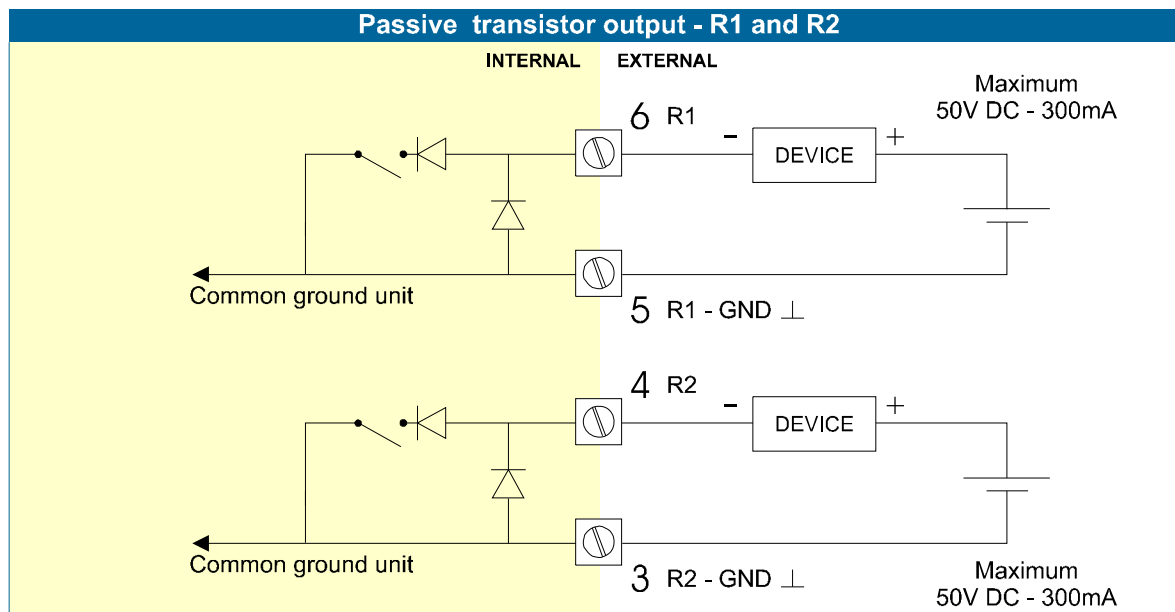 Passive transistor output - R1 and R2
INTERNAL EXTERNAL
Maximum
50V DC - 300mA
6 R1
- DEVICE +
Common ground unit
5 R1 - GND ⊥
4 R2
- DEVICE +
Common ground unit
3 R2 - GND ⊥
Maximum
50V DC - 300mA